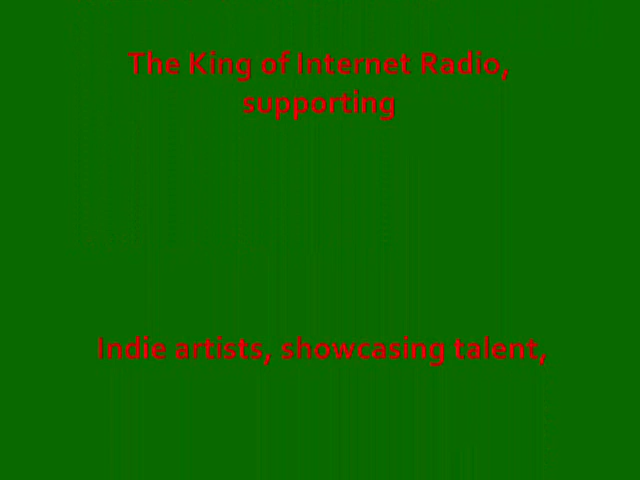 The King of Internet Radio,
supporting
Indie artists, showcasing talent,